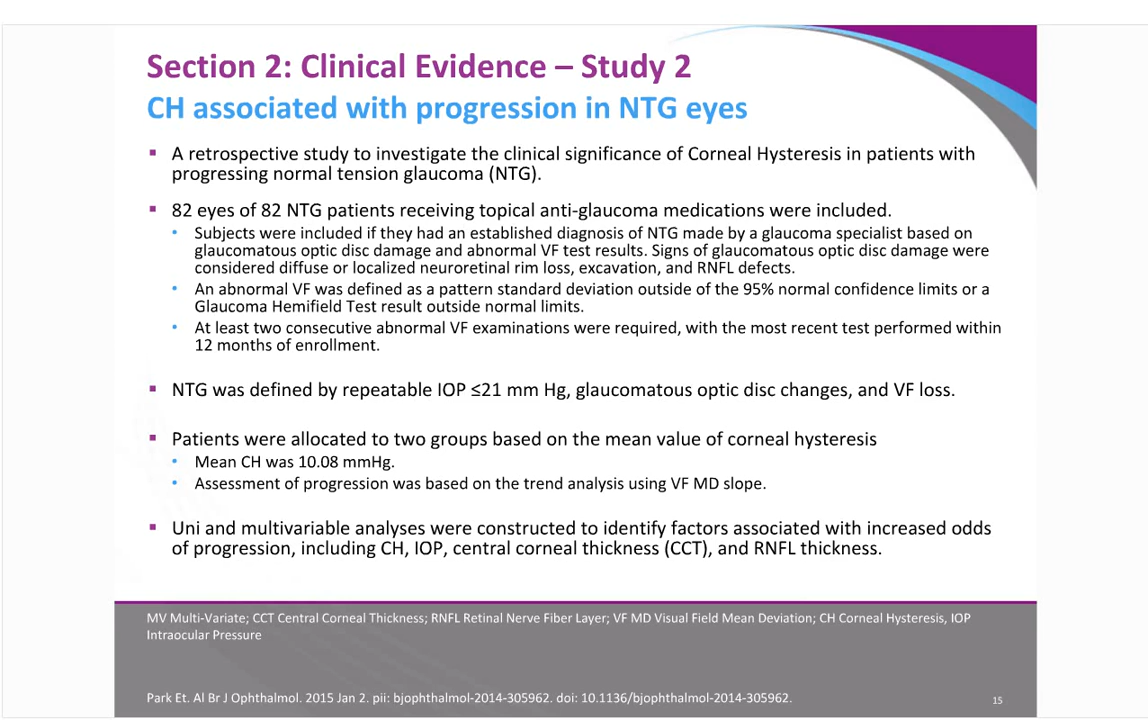 Section 2: Clinical Evidence – Study 2
CH associated with progression in NTG eyes
▪ A retrospective study to investigate the clinical significance of Corneal Hysteresis in patients with
progressing normal tension glaucoma (NTG).
▪ 82 eyes of 82 NTG patients receiving topical anti-glaucoma medications were included.
• Subjects were included if they had an established diagnosis of NTG made by a glaucoma specialist based on
glaucomatous optic disc damage and abnormal VF test results. Signs of glaucomatous optic disc damage were
considered diffuse or localized neuroretinal rim loss, excavation, and RNFL defects.
• An abnormal VF was defined as a pattern standard deviation outside of the 95% normal confidence limits or a
Glaucoma Hemifield Test result outside normal limits.
• At least two consecutive abnormal VF examinations were required, with the most recent test performed within
12 months of enrollment.
▪ NTG was defined by repeatable IOP ≤21 mm Hg, glaucomatous optic disc changes, and VF loss.
▪ Patients were allocated to two groups based on the mean value of corneal hysteresis
• Mean CH was 10.08 mmHg.
• Assessment of progression was based on the trend analysis using VF MD slope.
▪ Uni and multivariable analyses were constructed to identify factors associated with increased odds
of progression, including CH, IOP, central corneal thickness (CCT), and RNFL thickness.
MV Multi-Variate; CCT Central Corneal Thickness; RNFL Retinal Nerve Fiber Layer; VF MD Visual Field Mean Deviation; CH Corneal Hysteresis, IOP
Intraocular Pressure
Park Et. Al Br J Ophthalmol. 2015 Jan 2. pii: bjophthalmol-2014-305962. doi: 10.1136/bjophthalmol-2014-305962.
15